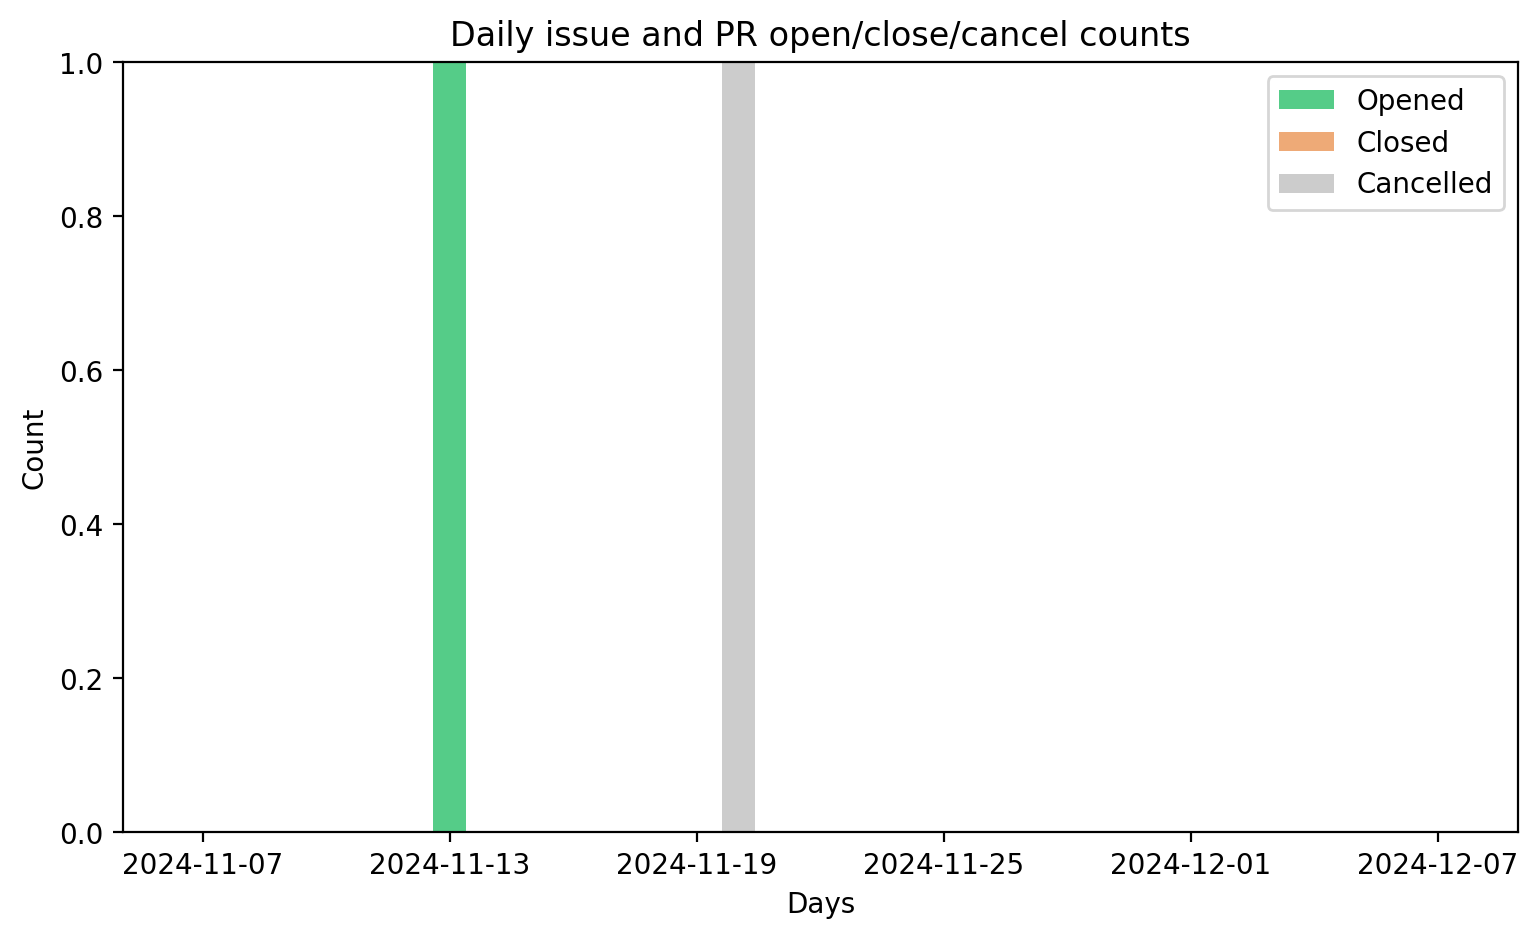 Daily issue and PR open/close/cancel counts
1.0
0.8
0.6
0.4
0.2
0.0
Count
Opened
Closed
Cancelled
2024-11-07
2024-11-13
2024-11-19
2024-11-25
2024-12-01
2024-12-07
Days